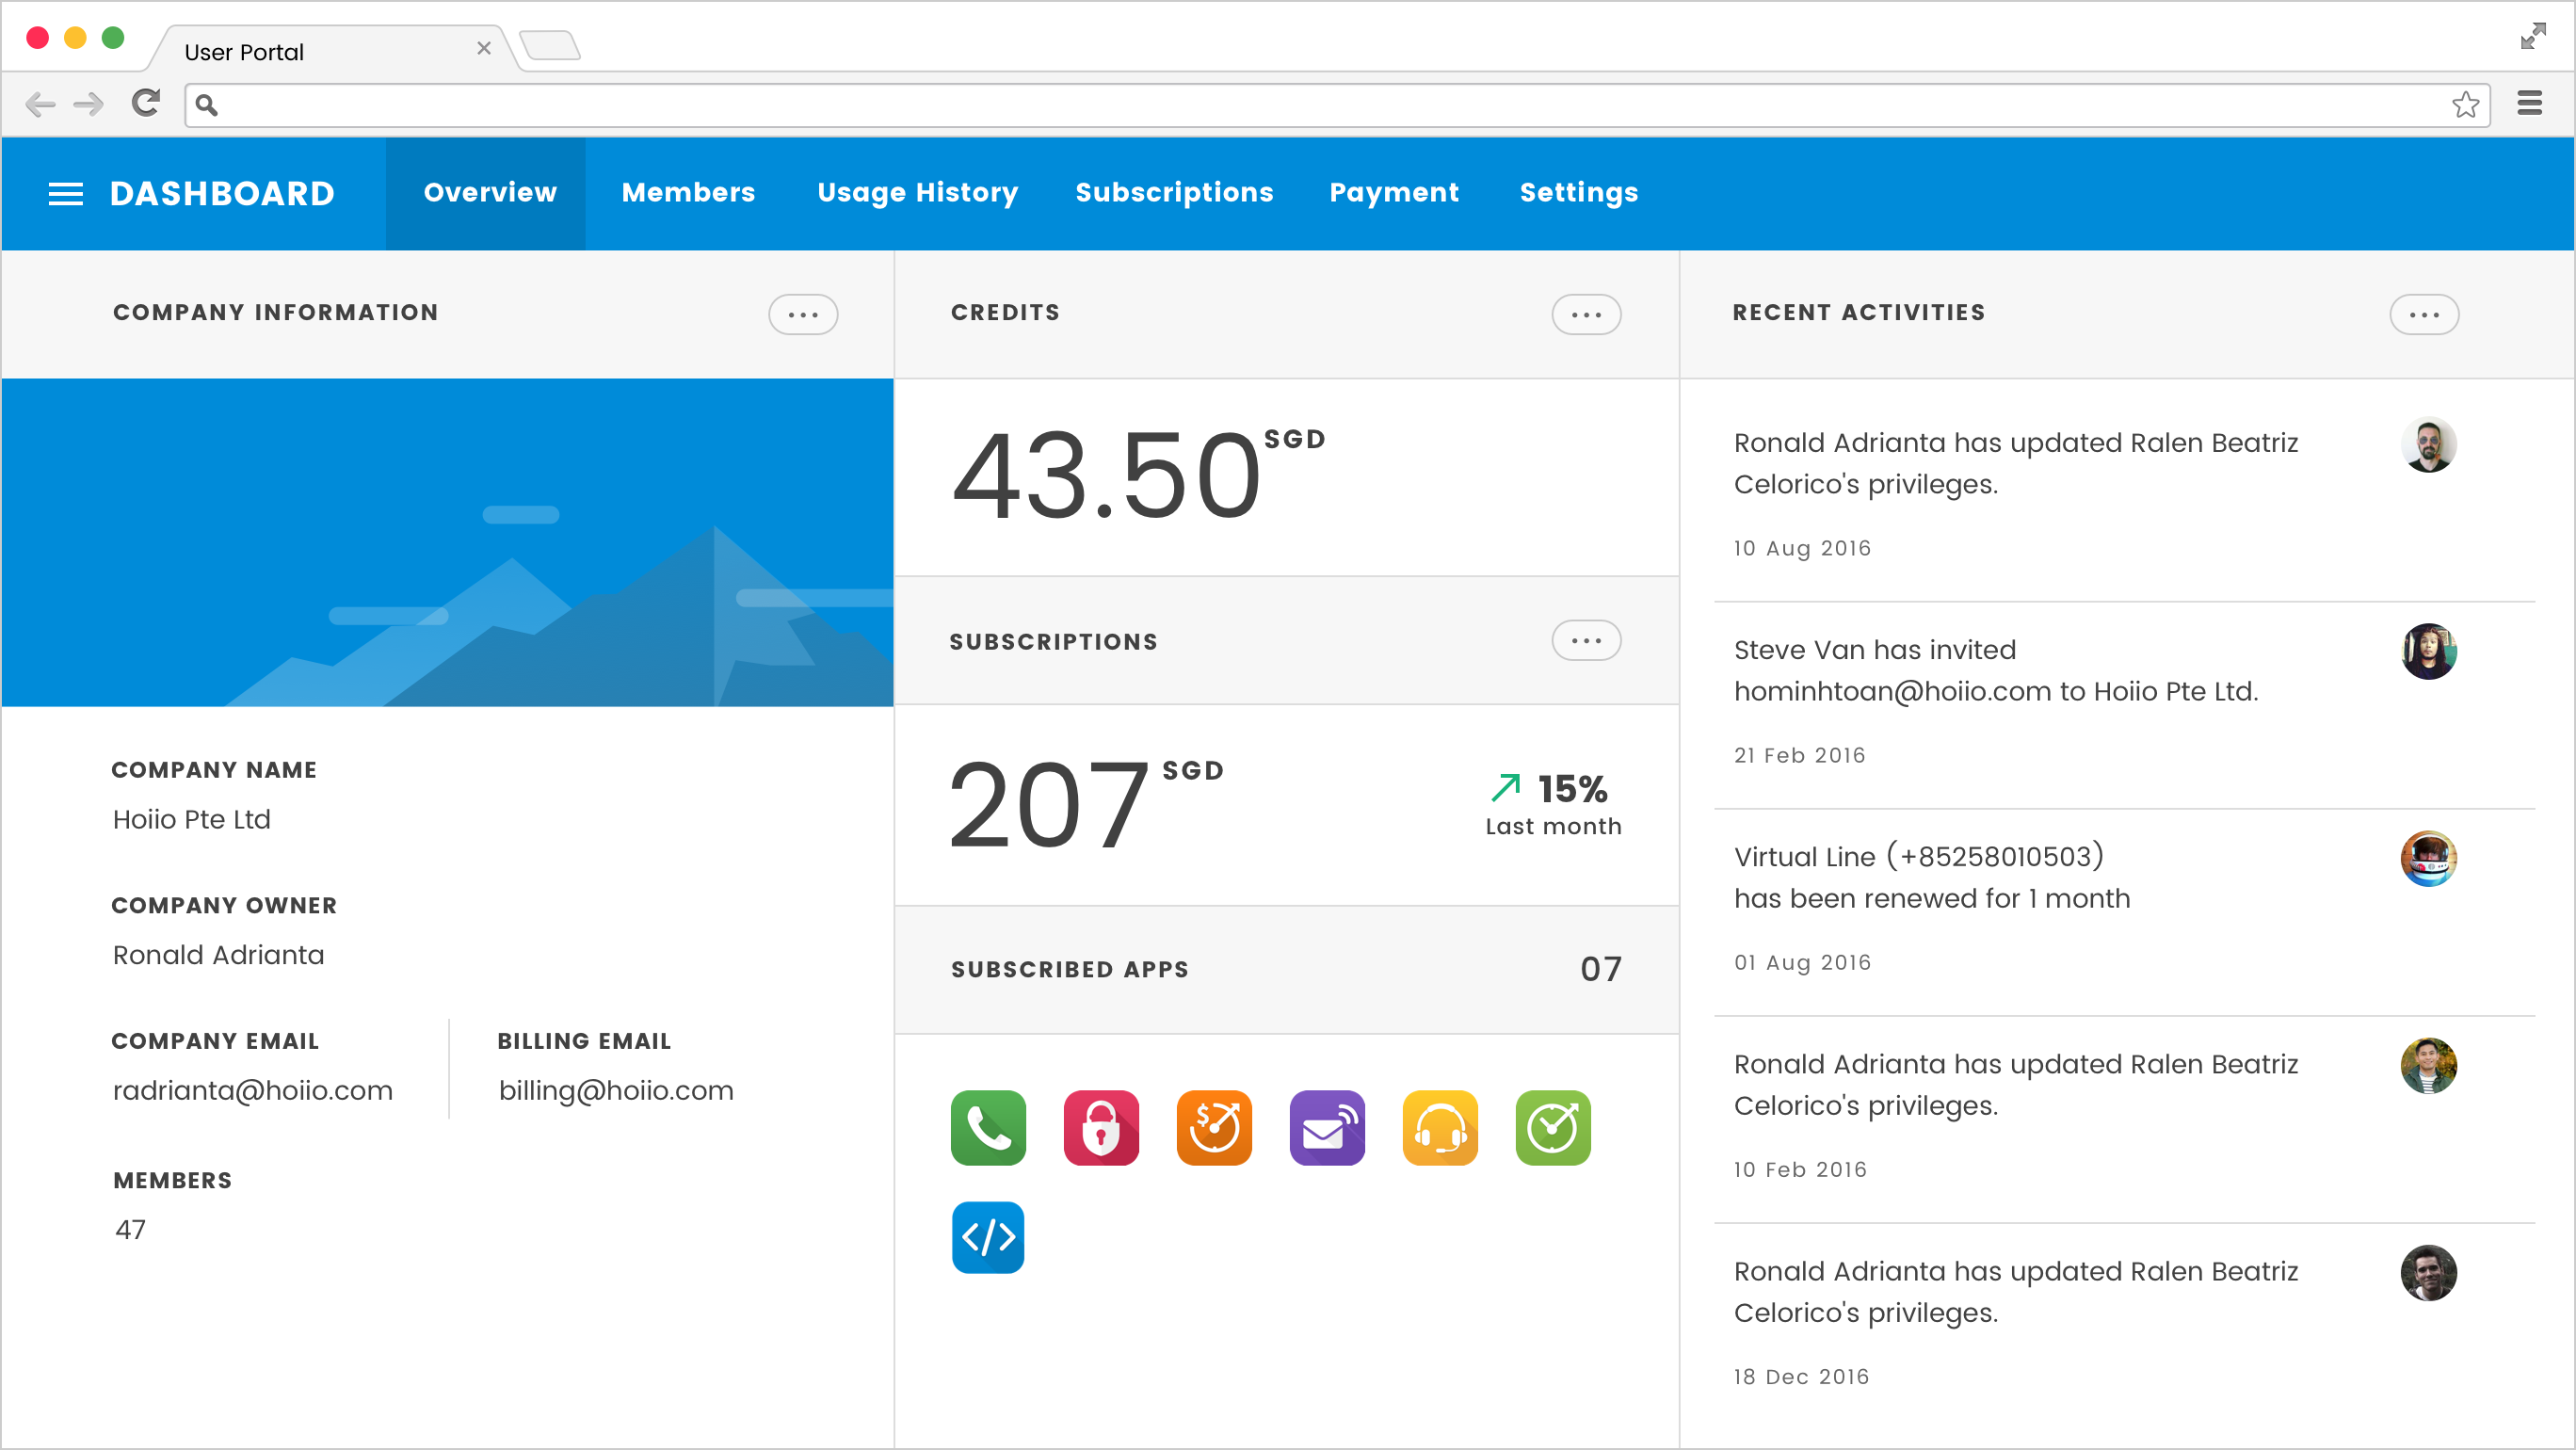 User Portal
DASHBOARD
Overview
Members
Usage History
Subscriptions
Payment
Settings
COMPANY INFORMATION
COMPANY NAME
Hoiio Pte Ltd
COMPANY OWNER
Ronald Adrianta
COMPANY EMAIL
radrianta@hoiio.com
BILLING EMAIL
billing@hoiio.com
MEMBERS
47
CREDITS
43.50 SGD
SUBSCRIPTIONS
207 SGD
15%
Last month
SUBSCRIBED APPS
07
RECENT ACTIVITIES
Ronald Adrianta has updated Ralen Beatriz
Celorico's privileges.
10 Aug 2016
Steve Van has invited
hominhtoan@hoiio.com to Hoiio Pte Ltd.
21 Feb 2016
Virtual Line (+85258010503)
has been renewed for 1 month
01 Aug 2016
Ronald Adrianta has updated Ralen Beatriz
Celorico's privileges.
10 Feb 2016
Ronald Adrianta has updated Ralen Beatriz
Celorico's privileges.
18 Dec 2016